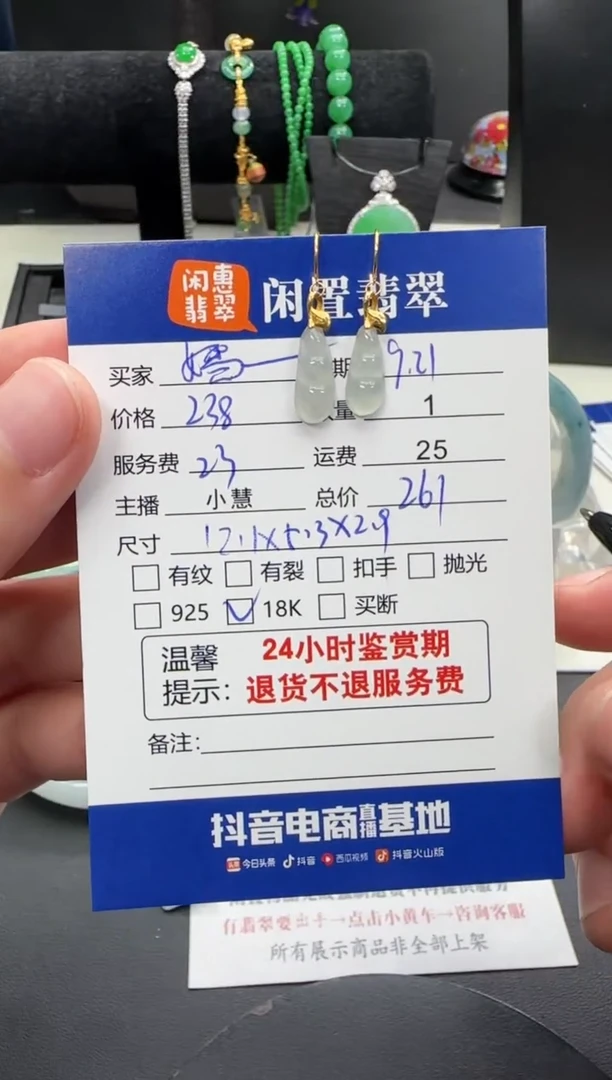 闲惠翡翠 闲置翡翠
买家 期 9.21
价格 238 量 1
服务费 23 运费 25
主播 小慧 总价 261
尺寸 12.1X5.3X2.9
有纹 有裂 扣手 抛光
925 18K 买断
温馨提示: 24小时鉴赏期
退货不退服务费
备注:
抖音电商直播基地
今日头条 抖音 西瓜视频 抖音火山版
有翡翠要出手→点击小黄车→咨询客服
所有展示商品非全部上架